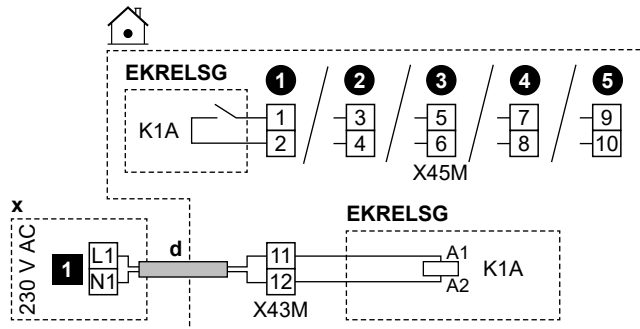 EKRELSG 1 2 3 4 5
K1A 1 3 5 7 9
2 4 6 8 10
X45M
x EKRELSG
230 V AC 1 L1 d 11 A1 K1A
N1 12 A2
X43M